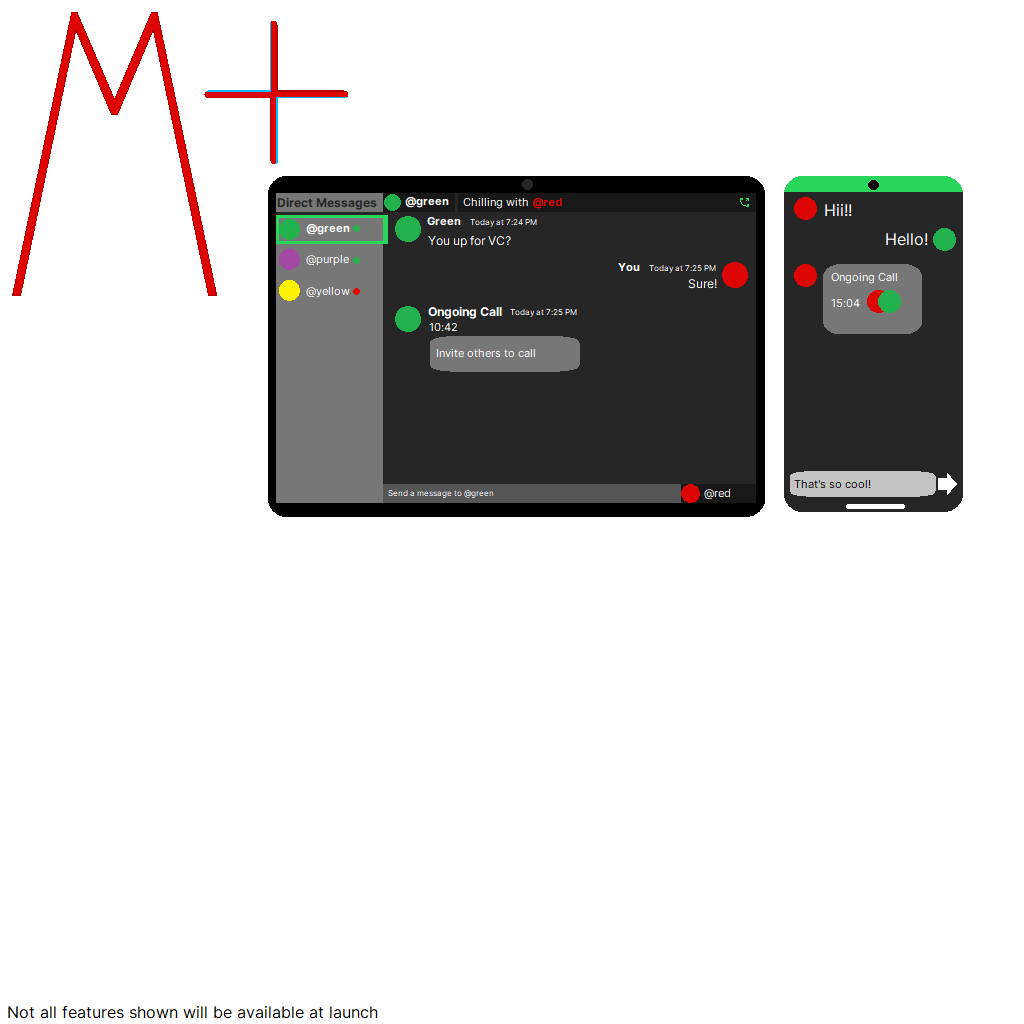 M+
Direct Messages
@green
@purple
@yellow
@green
Chilling with @red
Green Today at 7:24 PM
You up for VC?
You Today at 7:25 PM
Sure!
Ongoing Call Today at 7:25 PM
10:42
Invite others to call
Send a message to @green
@red
Hii!!
Hello!
Ongoing Call
15:04
That's so cool!
Not all features shown will be available at launch